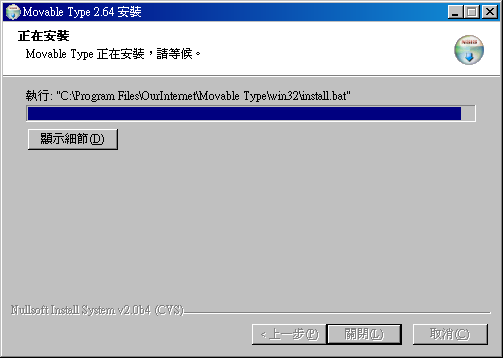 Movable Type 2.64 安裝
正在安裝
Movable Type 正在安裝，請等候。
執行: "C:\Program Files\OurInternet\Movable Type\win32\install.bat"
顯示細節(D)
Nullsoft Install System v2.0b4 (CVS)
< 上一步(P)
關閉(L)
取消(C)